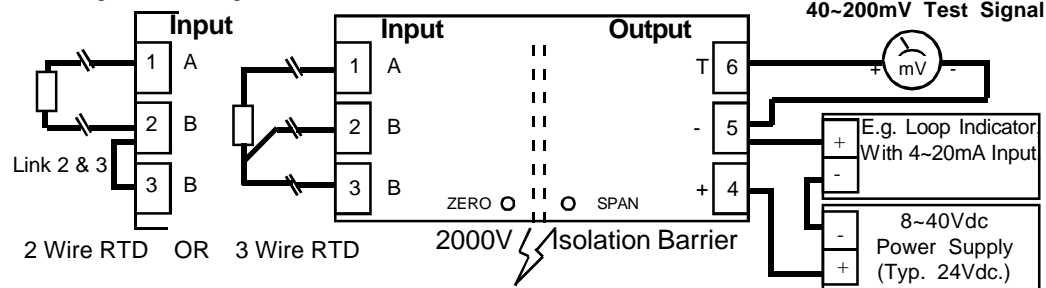 40~200mV Test Signal
Input
1 A
2 B
Link 2 & 3
3 B
2 Wire RTD OR 3 Wire RTD
Input
1 A
2 B
3 B
ZERO
SPAN
2000V Isolation Barrier
Output
T 6
- 5
+ 4
+ mV -
+ E.g. Loop Indicator,
With 4~20mA Input.
-
8~40Vdc
- Power Supply
+ (Typ. 24Vdc.)